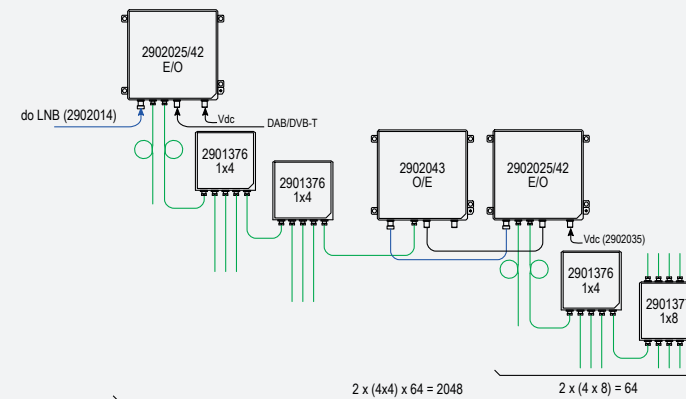 2902025/42
E/O
do LNB (2902014)
Vdc
DAB/DVB-T
2901376
1x4
2901376
1x4
2902043
O/E
2902025/42
E/O
Vdc (2902035)
2901376
1x4
1x8
2 x (4x4) x 64 = 2048
2 x (4 x 8) = 64